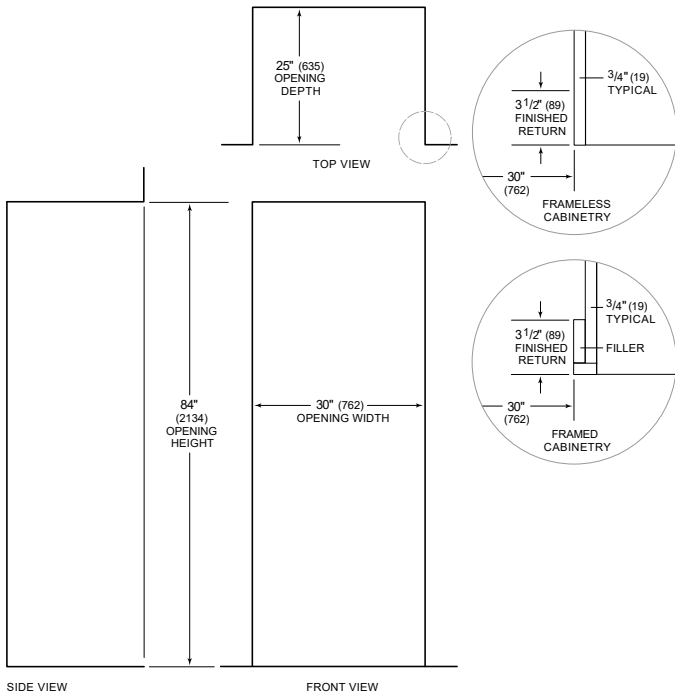 25" (635)
OPENING
DEPTH
TOP VIEW
3/4" (19)
TYPICAL
3 1/2" (89)
FINISHED
RETURN
30"
(762)
FRAMELESS
CABINETRY
3/4" (19)
TYPICAL
3 1/2" (89)
FINISHED
RETURN
FILLER
30"
(762)
FRAMED
CABINETRY
84"
(2134)
OPENING
HEIGHT
30" (762)
OPENING WIDTH
SIDE VIEW
FRONT VIEW